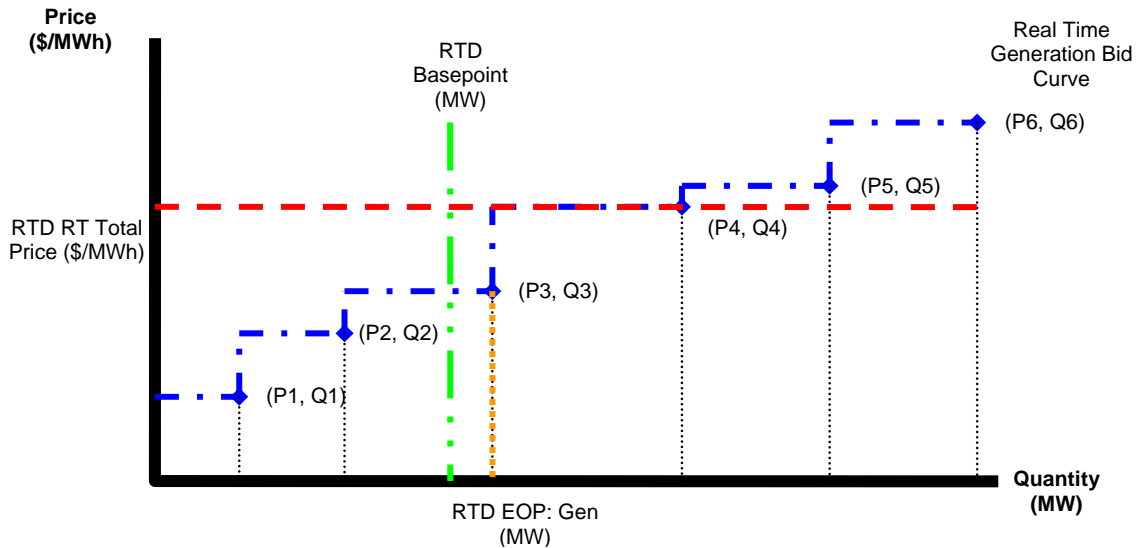 Price
($/MWh)
RTD
Basepoint
(MW)
Real Time
Generation Bid
Curve
(P6, Q6)
(P5, Q5)
RTD RT Total
Price ($/MWh)
(P4, Q4)
(P3, Q3)
(P2, Q2)
(P1, Q1)
Quantity
(MW)
RTD EOP: Gen
(MW)